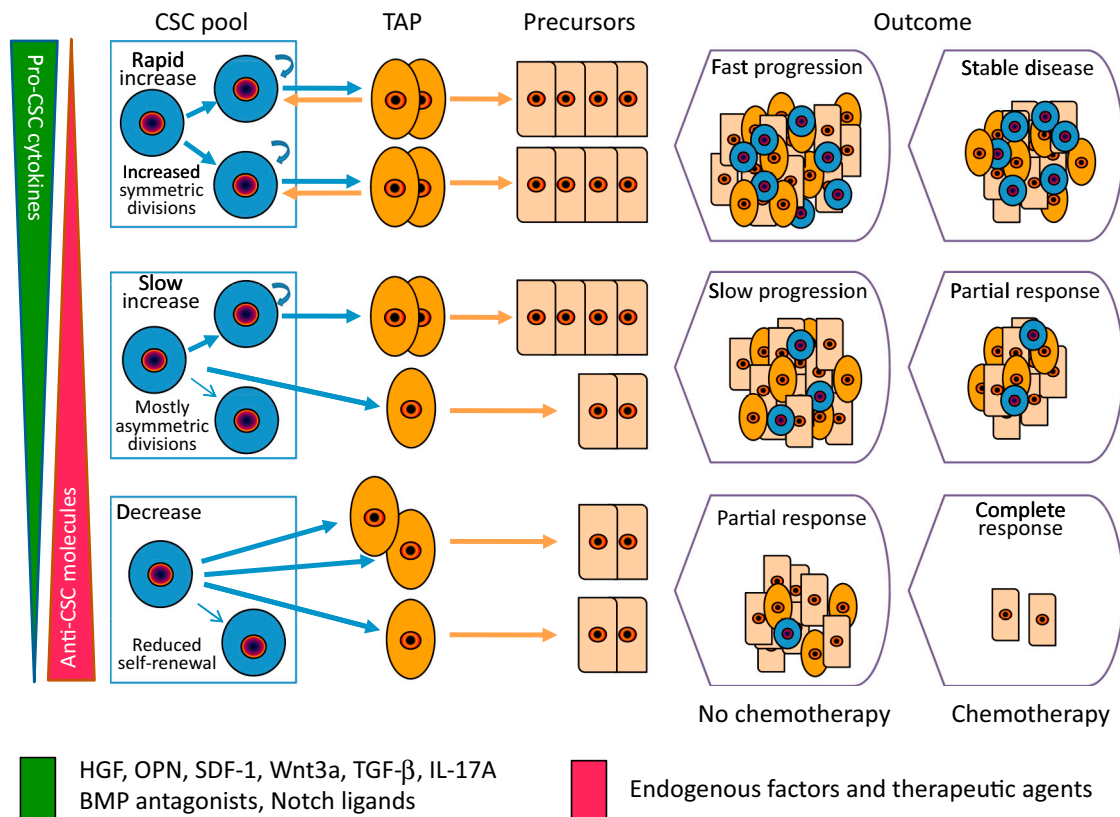 CSC pool
TAP
Precursors
Outcome
Pro-CSC cytokines
Anti-CSC molecules
Rapid
increase
Increased
symmetric
divisions
Fast progression
Stable disease
Slow
increase
Mostly
asymmetric
divisions
Slow progression
Partial response
Decrease
Reduced
self-renewal
Partial response
Complete
response
No chemotherapy
Chemotherapy
HGF, OPN, SDF-1, Wnt3a, TGF-β, IL-17A
BMP antagonists, Notch ligands
Endogenous factors and therapeutic agents